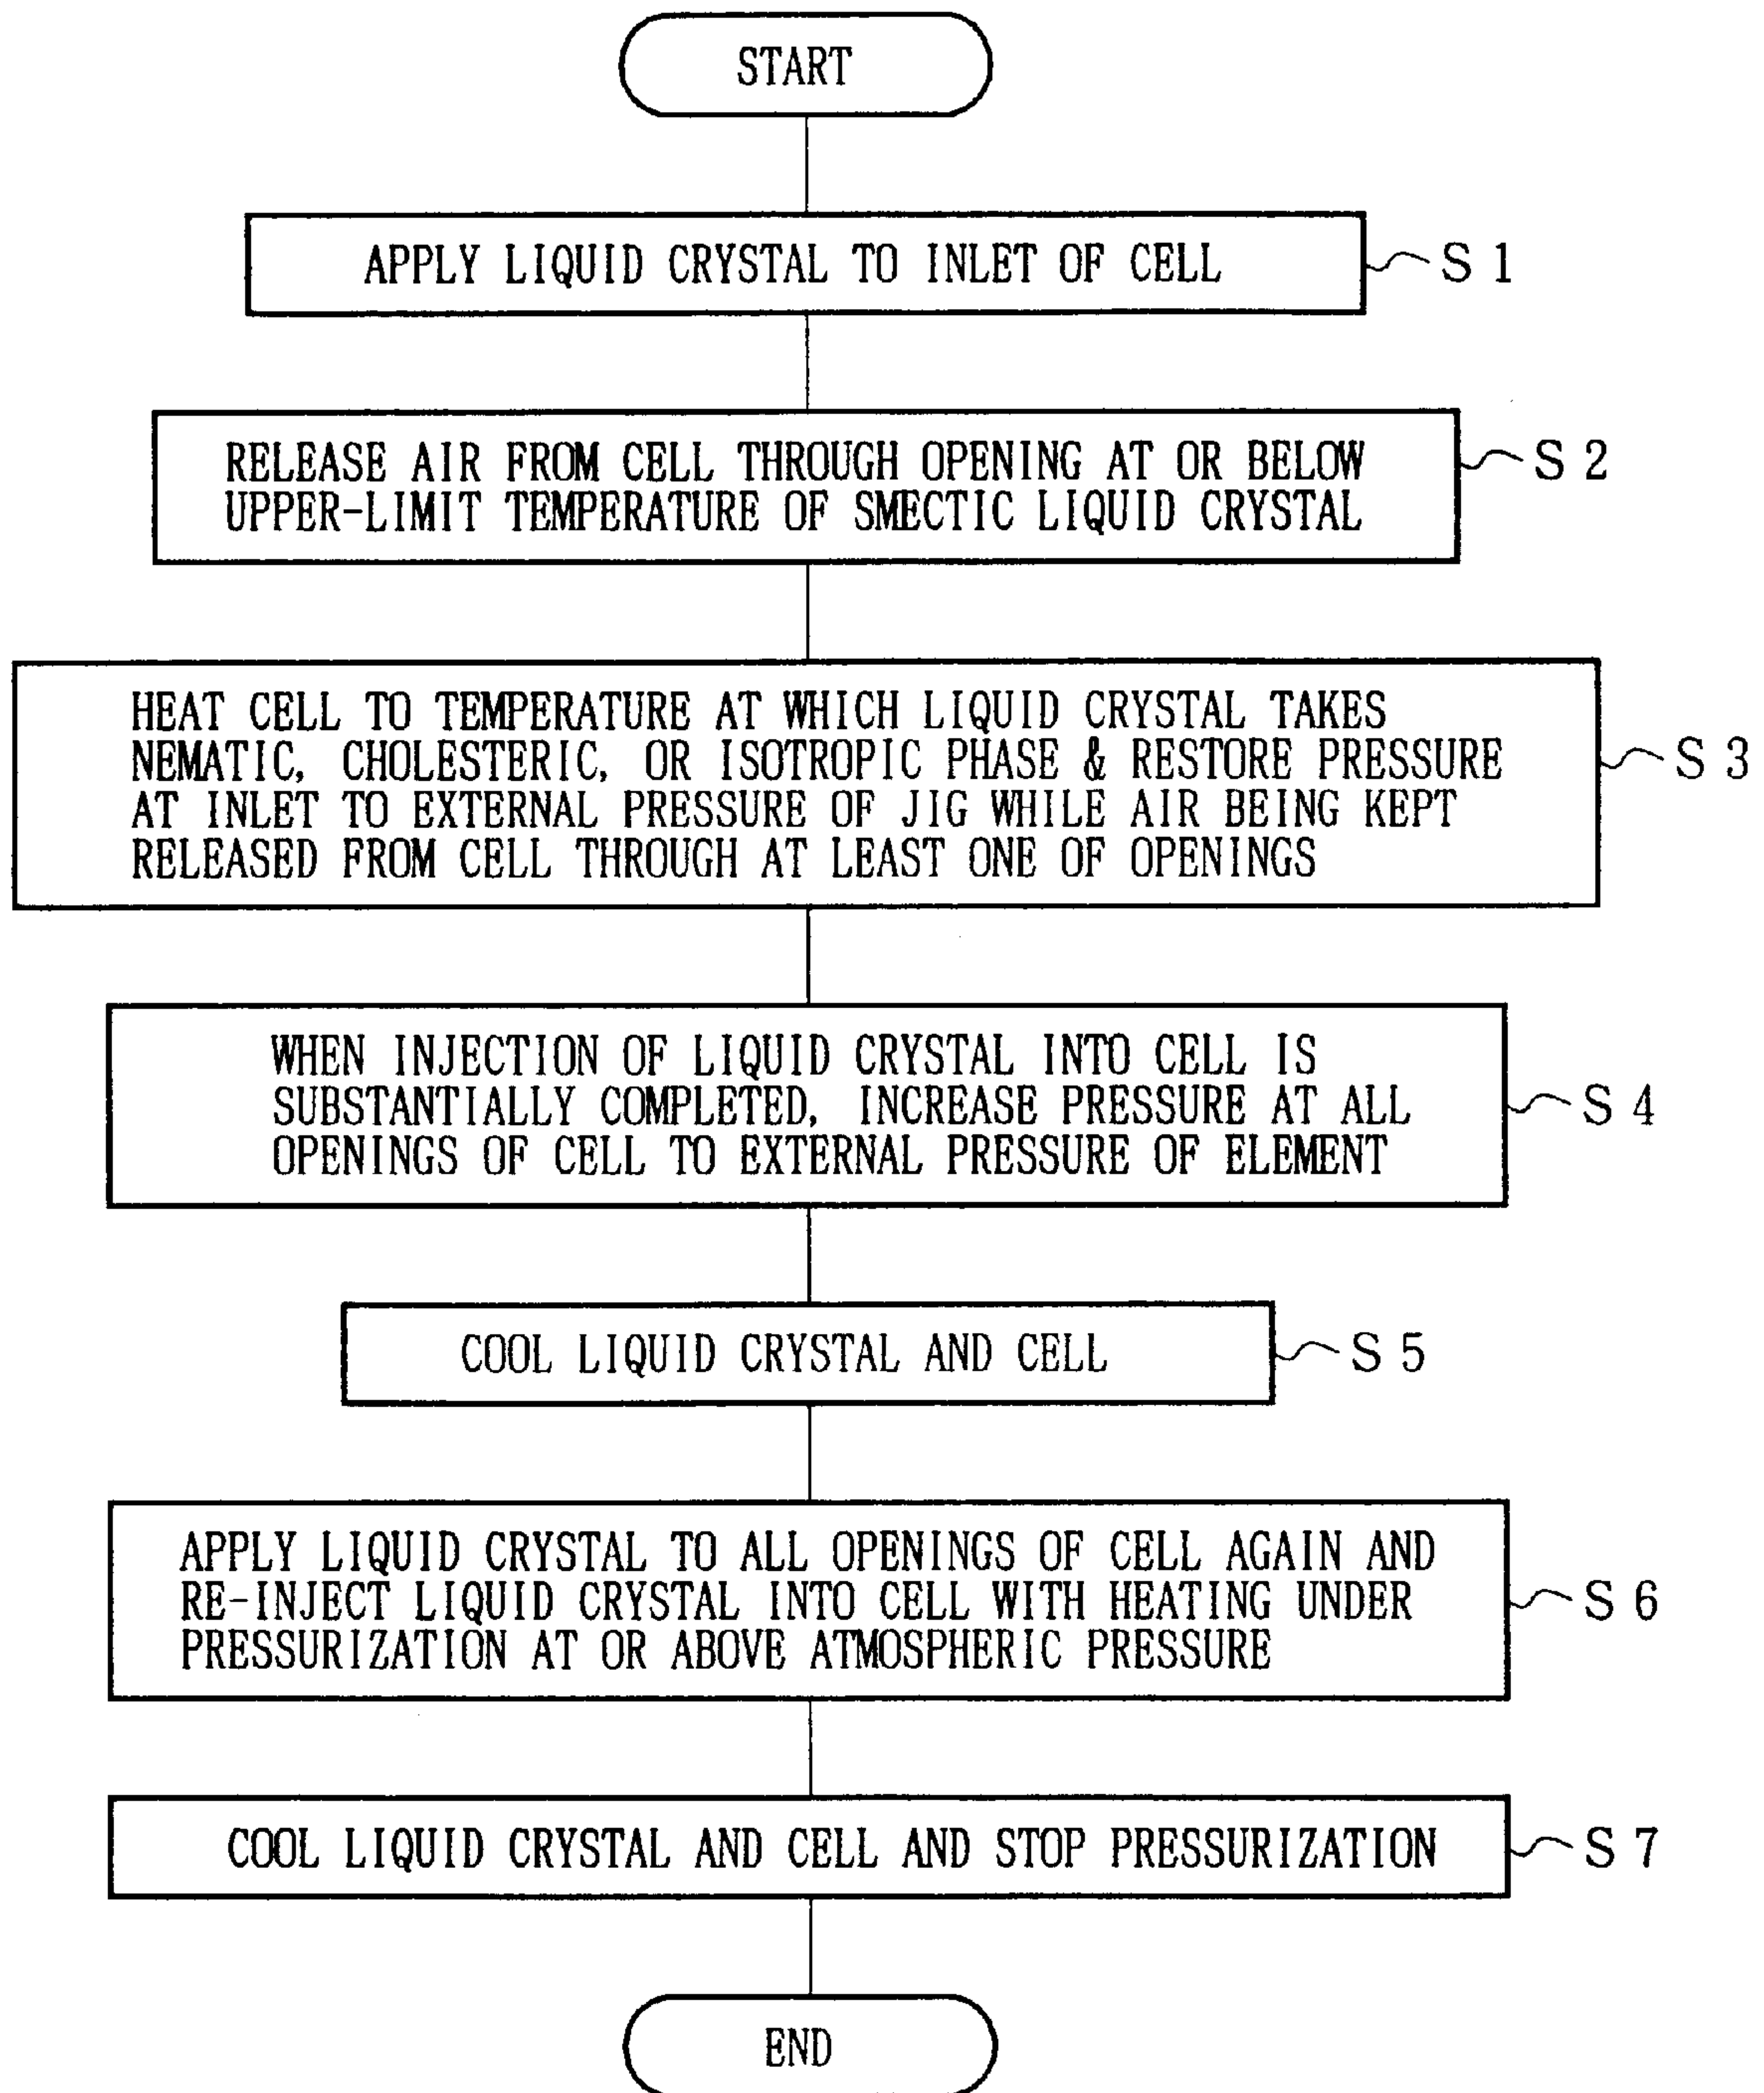 START
APPLY LIQUID CRYSTAL TO INLET OF CELL
S 1
RELEASE AIR FROM CELL THROUGH OPENING AT OR BELOW
UPPER-LIMIT TEMPERATURE OF SMECTIC LIQUID CRYSTAL
S 2
HEAT CELL TO TEMPERATURE AT WHICH LIQUID CRYSTAL TAKES
NEMATIC, CHOLESTERIC, OR ISOTROPIC PHASE & RESTORE PRESSURE
AT INLET TO EXTERNAL PRESSURE OF JIG WHILE AIR BEING KEPT
RELEASED FROM CELL THROUGH AT LEAST ONE OF OPENINGS
S 3
WHEN INJECTION OF LIQUID CRYSTAL INTO CELL IS
SUBSTANTIALLY COMPLETED, INCREASE PRESSURE AT ALL
OPENINGS OF CELL TO EXTERNAL PRESSURE OF ELEMENT
S 4
COOL LIQUID CRYSTAL AND CELL
S 5
APPLY LIQUID CRYSTAL TO ALL OPENINGS OF CELL AGAIN AND
RE-INJECT LIQUID CRYSTAL INTO CELL WITH HEATING UNDER
PRESSURIZATION AT OR ABOVE ATMOSPHERIC PRESSURE
S 6
COOL LIQUID CRYSTAL AND CELL AND STOP PRESSURIZATION
S 7
END